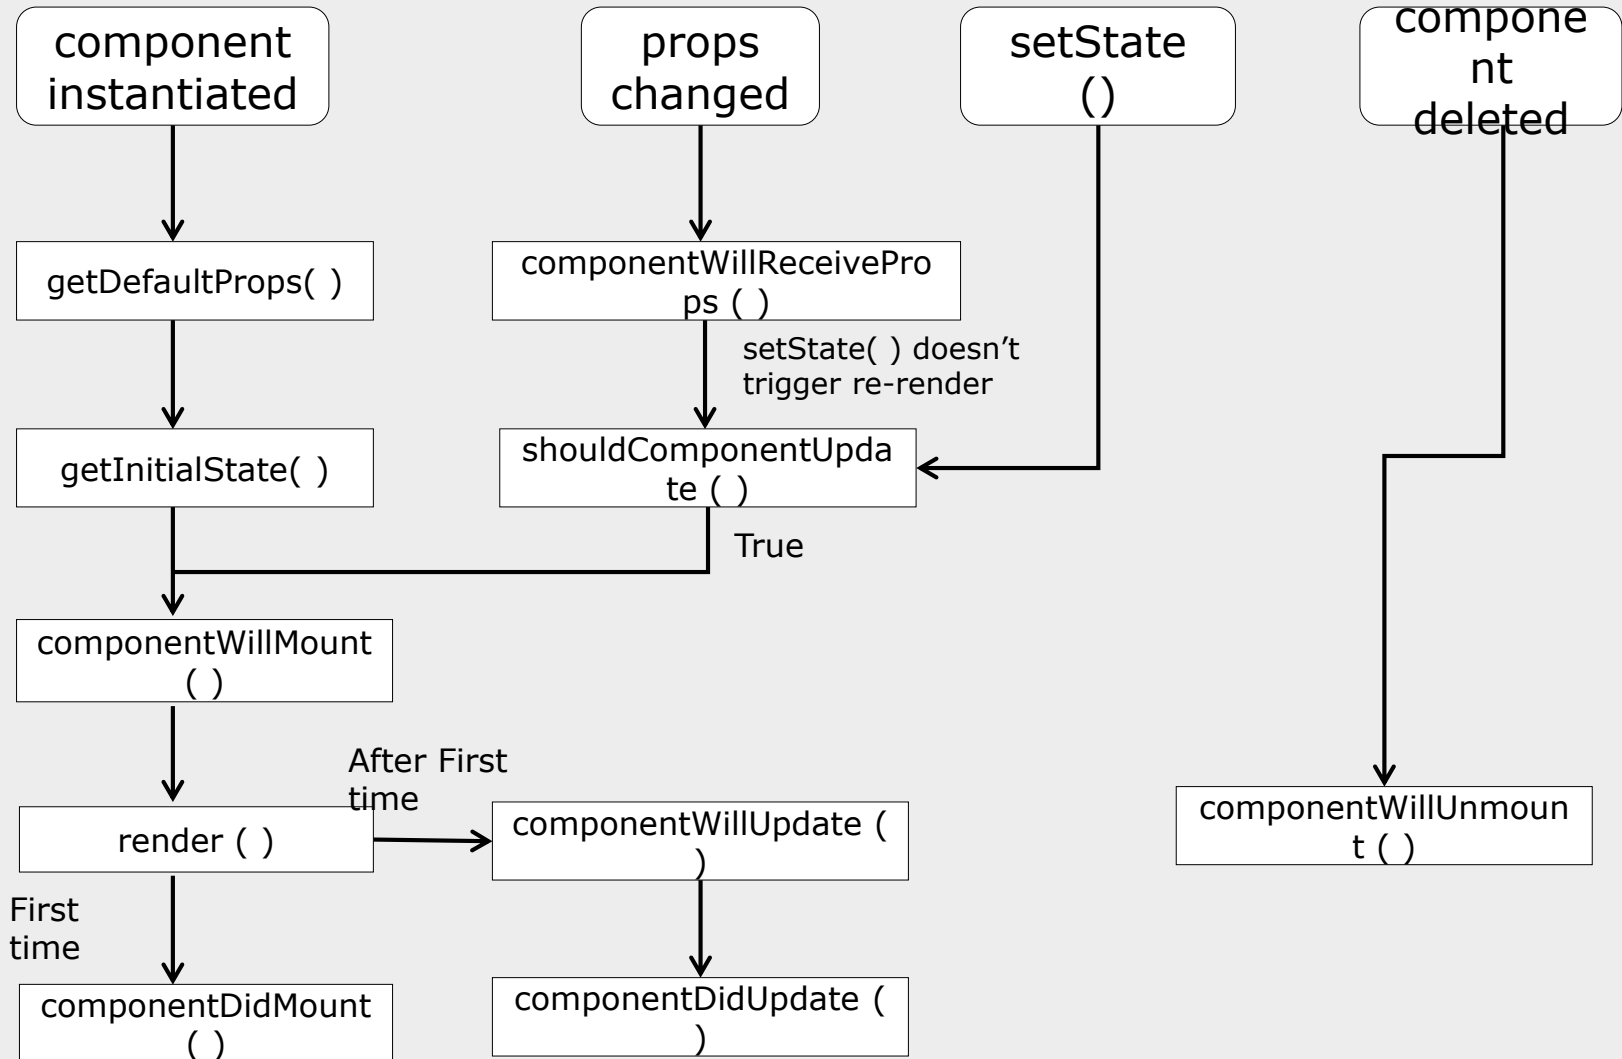 component
instantiated
props
changed
setState
()
compone
nt
deleted
getDefaultProps( )
componentWillReceivePro
ps ( )
setState( ) doesn’t
trigger re-render
getInitialState( )
shouldComponentUpda
te ( )
True
componentWillMount
( )
After First
time
render ( )
componentWillUpdate (
)
componentWillUnmoun
t ( )
First
time
componentDidMount
( )
componentDidUpdate (
)